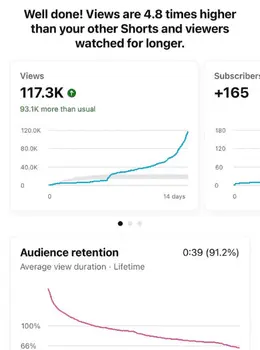 Well done! Views are 4.8 times higher
than your other Shorts and viewers
watched for longer.
Views
117.3K
93.1K more than usual
120.0K
80.0K
40.0K
0
0
14 days
Subscribers
+165
180
120
60
0
0
Audience retention
0:39 (91.2%)
Average view duration · Lifetime
100%
66%